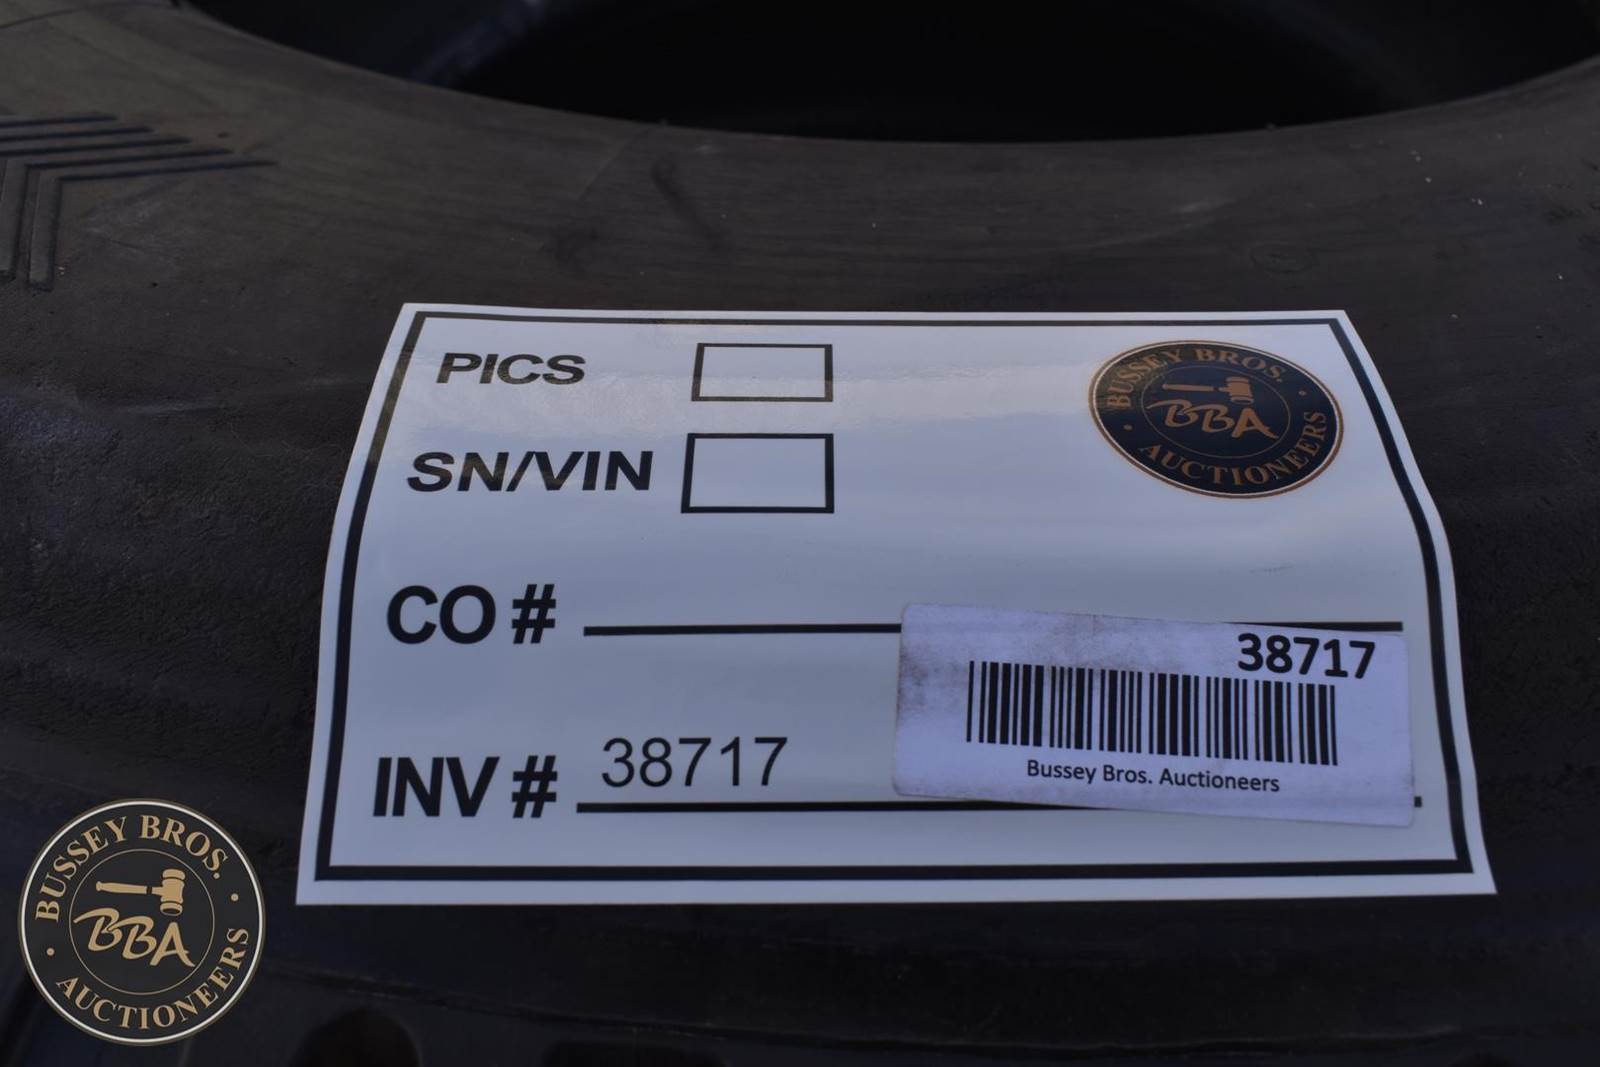 PICS
SN/VIN
BUSSEY BROS.
BBA
AUCTIONEERS
CO #
INV # 38717
38717
Bussey Bros. Auctioneers
BUSSEY BROS.
BBA
AUCTIONEERS